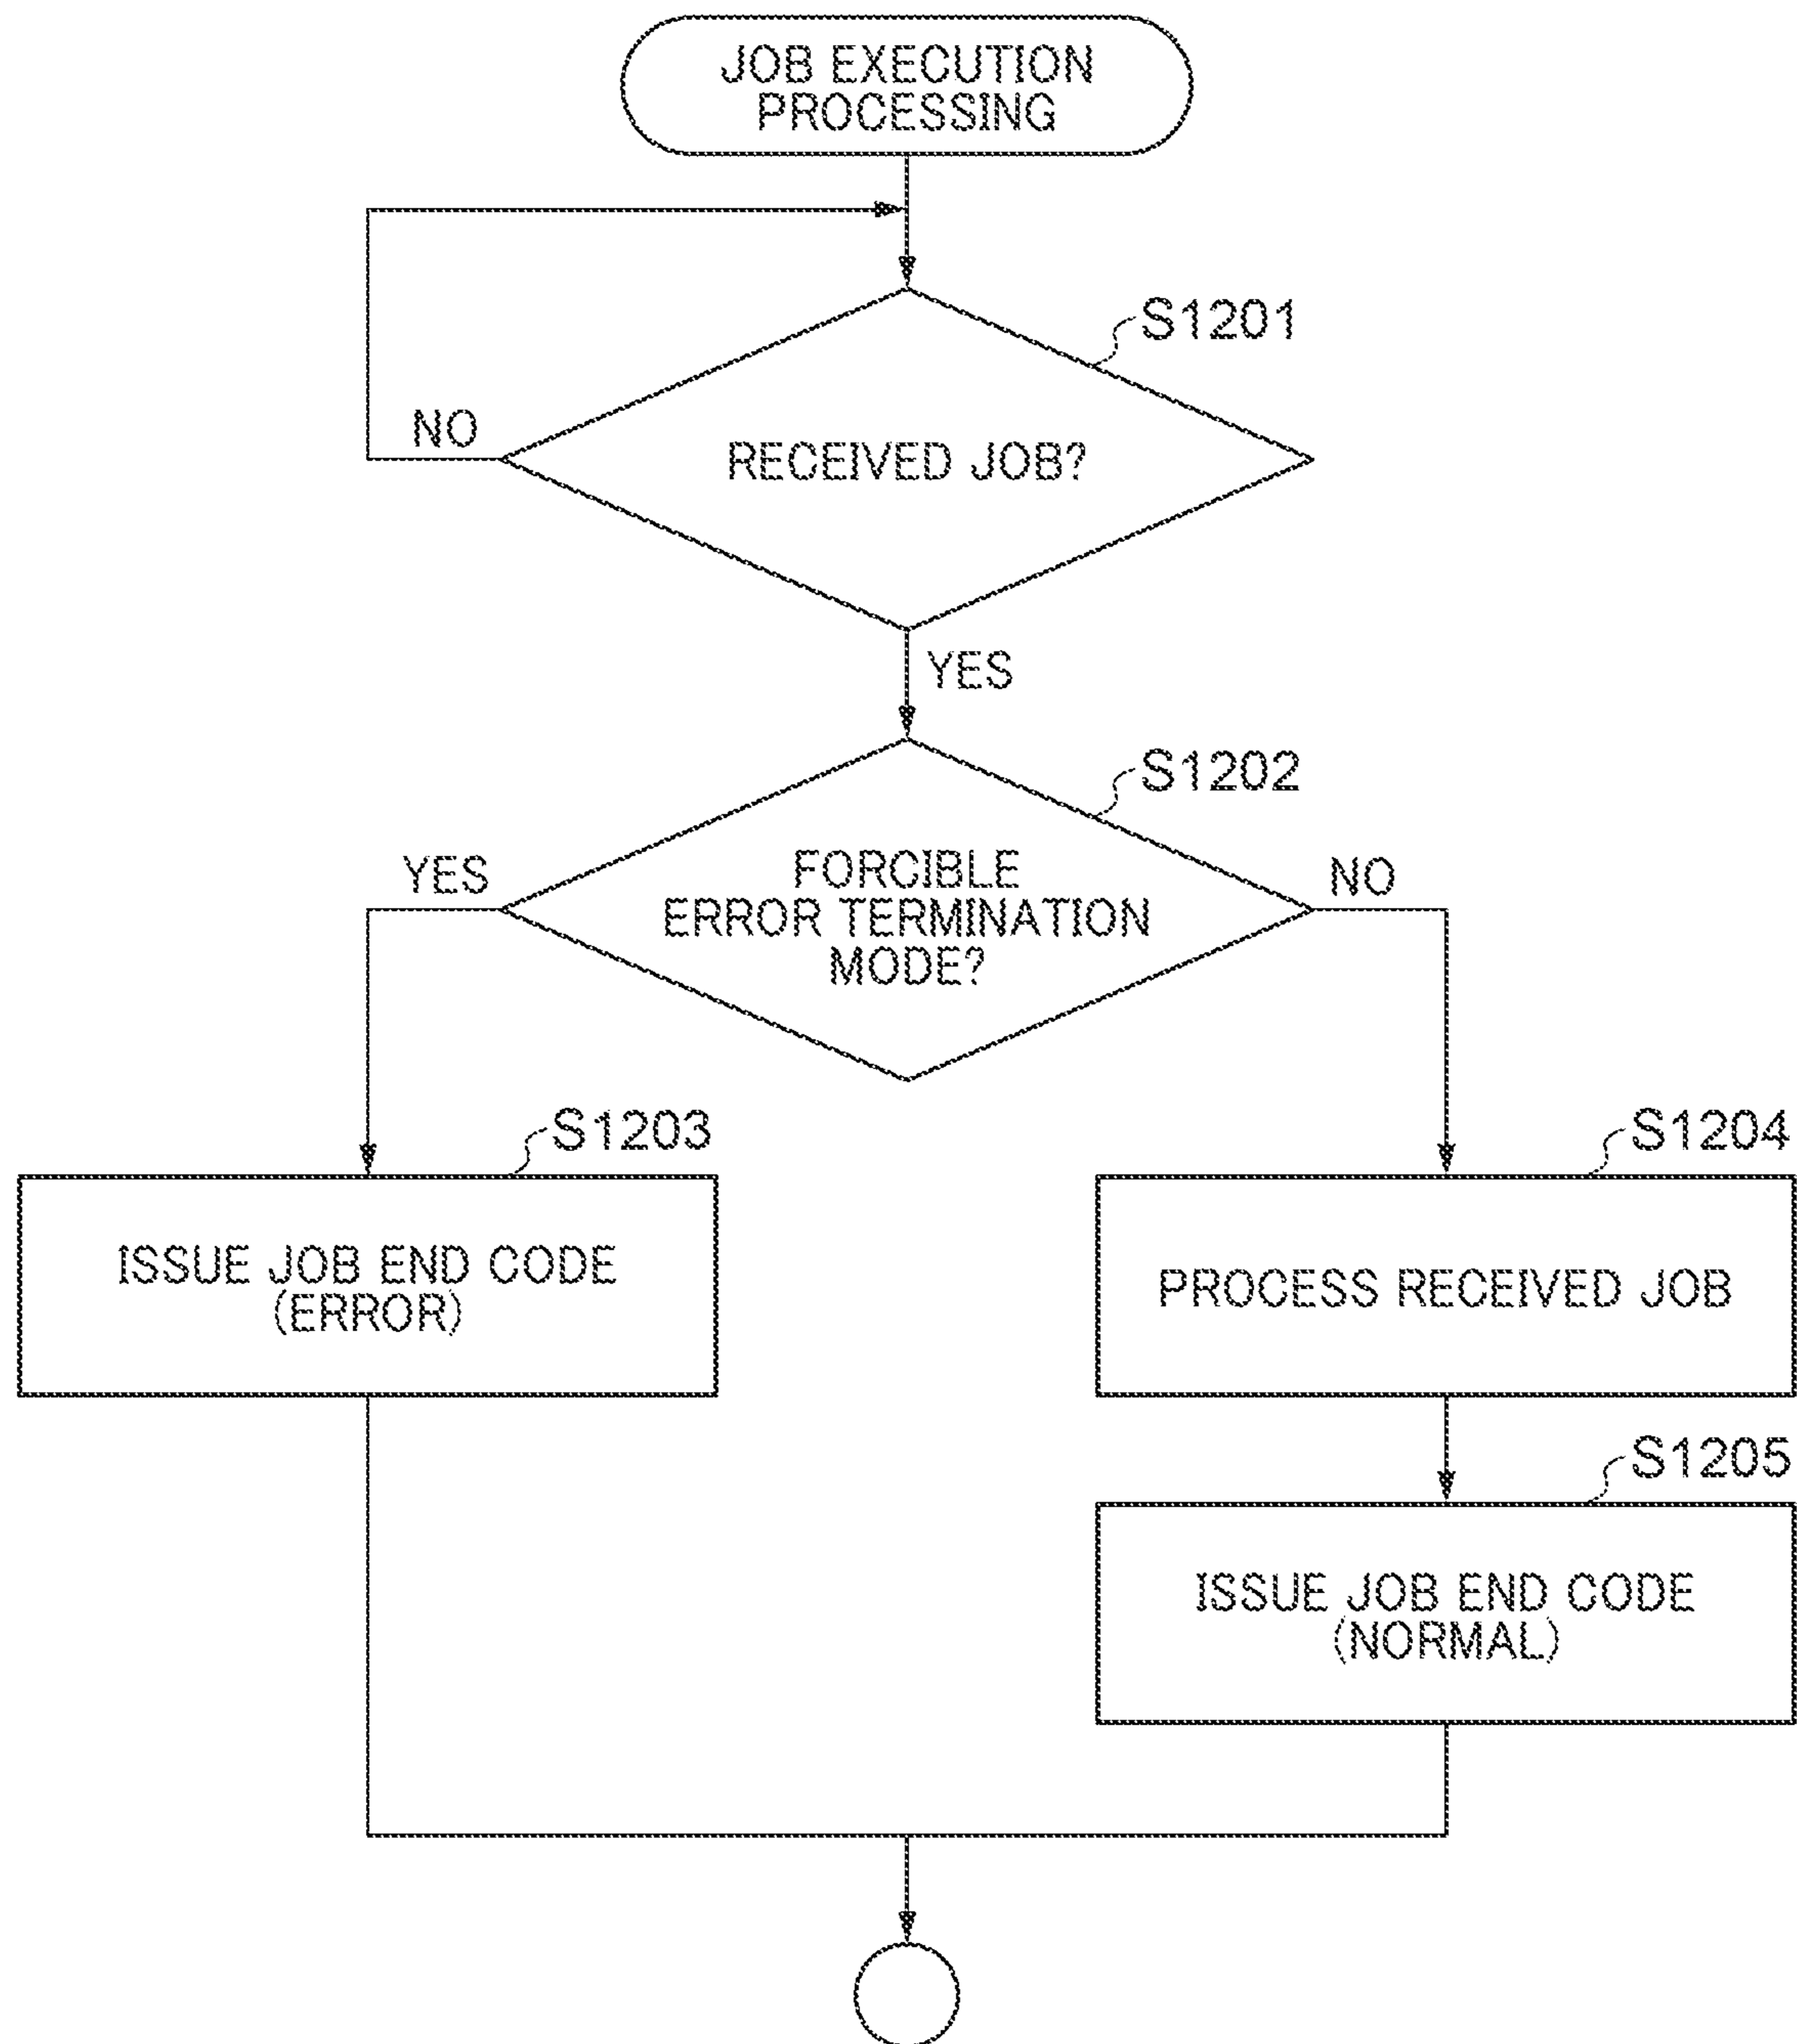 JOB EXECUTION
PROCESSING
S1201
NO
RECEIVED JOB?
YES
S1202
YES
FORCIBLE
ERROR TERMINATION
MODE?
NO
S1203
S1204
ISSUE JOB END CODE
(ERROR)
PROCESS RECEIVED JOB
S1205
ISSUE JOB END CODE
(NORMAL)